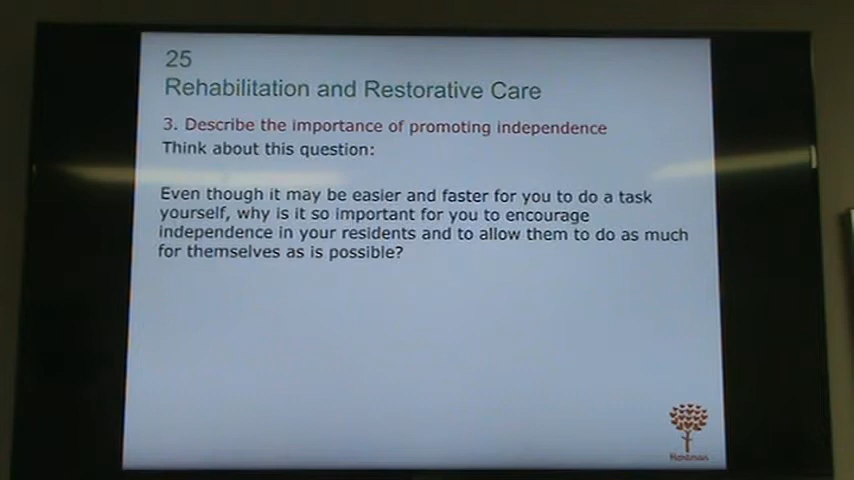 25
Rehabilitation and Restorative Care
3. Describe the importance of promoting independence
Think about this question:
Even though it may be easier and faster for you to do a task
yourself, why is it so important for you to encourage
independence in your residents and to allow them to do as much
for themselves as is possible?
Hartman